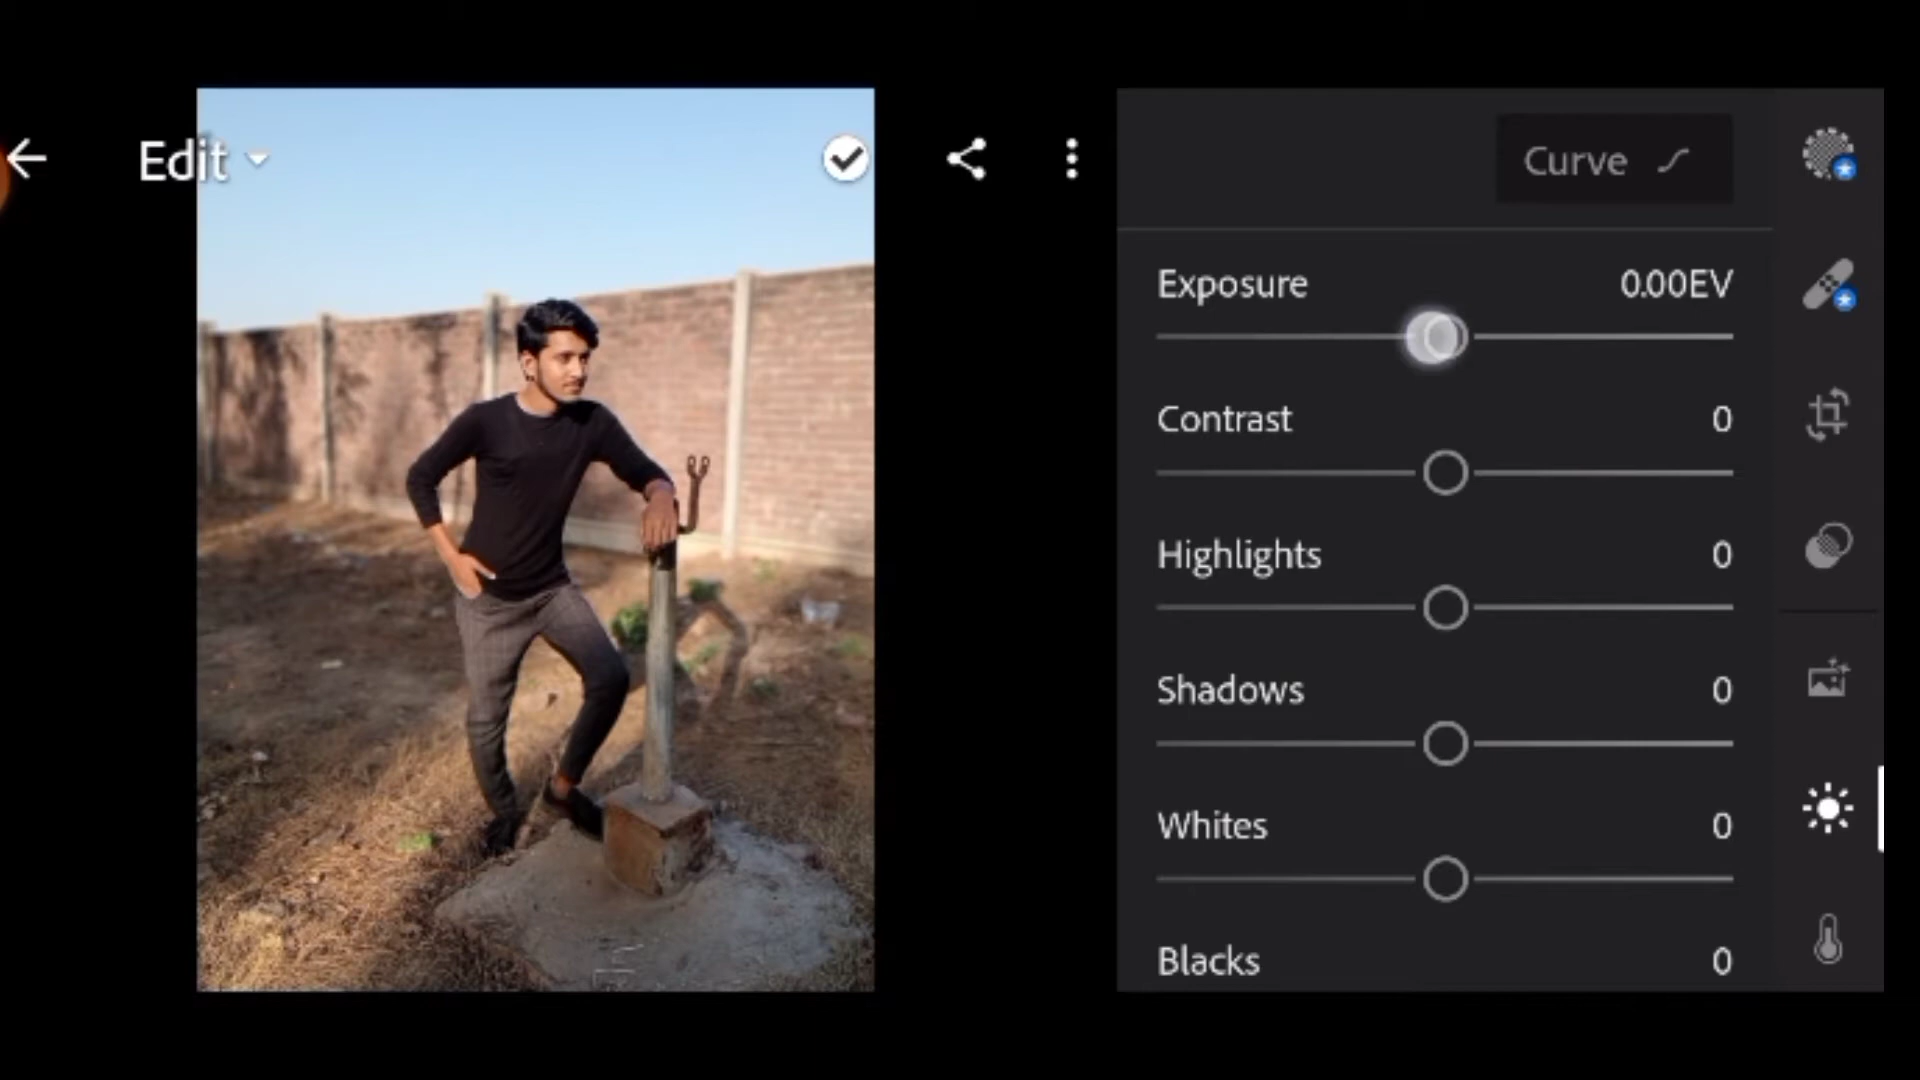 Edit
Curve
Exposure 0.00EV
Contrast 0
Highlights 0
Shadows 0
Whites 0
Blacks 0